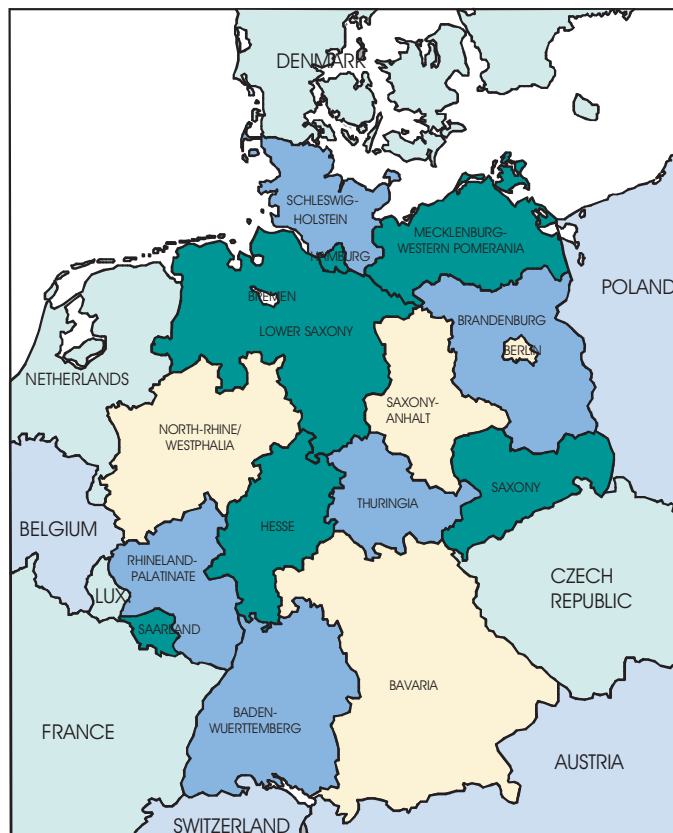 DENMARK
SCHLESWIG-
HOLSTEIN
MECKLENBURG-
WESTERN POMERANIA
HAMBURG
POLAND
BREMEN
BRANDENBURG
LOWER SAXONY
BERLIN
NETHERLANDS
SAXONY-
ANHALT
NORTH-RHINE/
WESTPHALIA
SAXONY
THURINGIA
BELGIUM
HESSE
RHINELAND-
PALATINATE
CZECH
REPUBLIC
LUX.
SAARLAND
BAVARIA
BADEN-
WUERTTEMBERG
FRANCE
AUSTRIA
SWITZERLAND